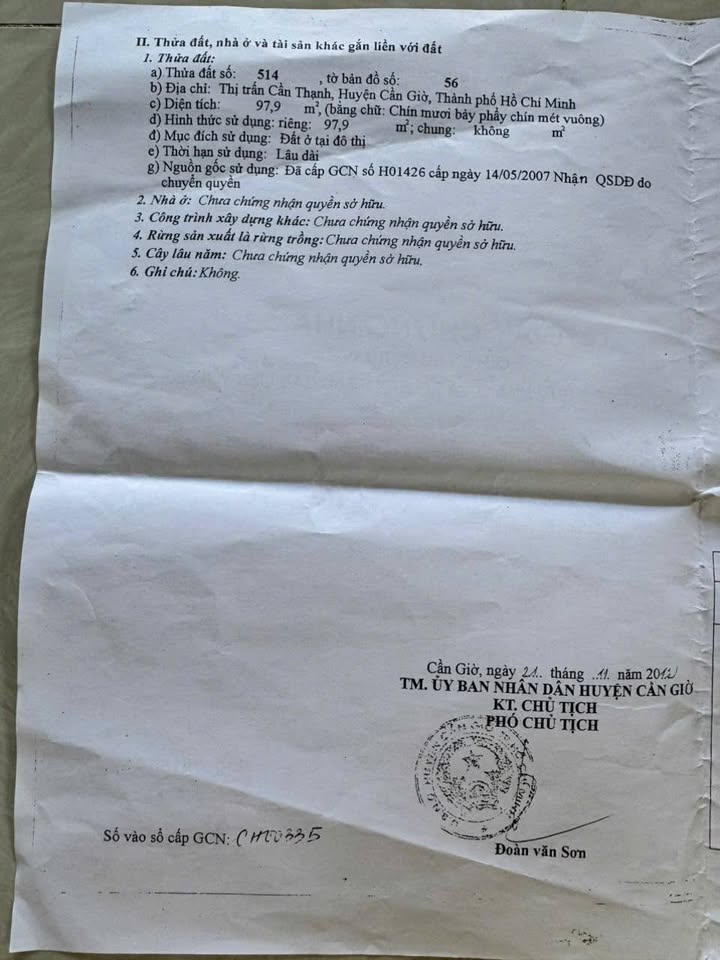 II. Thửa đất, nhà ở và tài sản khác gắn liền với đất
1. Thửa đất:
a) Thửa đất số: 514 , tờ bản đồ số: 56
b) Địa chỉ: Thị trấn Cần Thạnh, Huyện Cần Giờ, Thành phố Hồ Chí Minh
c) Diện tích: 97,9 m², (bằng chữ: Chín mươi bảy phẩy chín mét vuông)
d) Hình thức sử dụng: riêng: 97,9 m²; chung: không m²
đ) Mục đích sử dụng: Đất ở tại đô thị
e) Thời hạn sử dụng: Lâu dài
g) Nguồn gốc sử dụng: Đã cấp GCN số H01426 cấp ngày 14/05/2007 Nhận QSDĐ do
chuyển quyền
2. Nhà ở: Chưa chứng nhận quyền sở hữu.
3. Công trình xây dựng khác: Chưa chứng nhận quyền sở hữu.
4. Rừng sản xuất là rừng trồng: Chưa chứng nhận quyền sở hữu.
5. Cây lâu năm: Chưa chứng nhận quyền sở hữu.
6. Ghi chú: Không.
Cần Giờ, ngày 21.. tháng .11. năm 2012
TM. ỦY BAN NHÂN DÂN HUYỆN CẦN GIỜ
KT. CHỦ TỊCH
PHÓ CHỦ TỊCH
Đoàn văn Sơn
Số vào sổ cấp GCN: CH00335